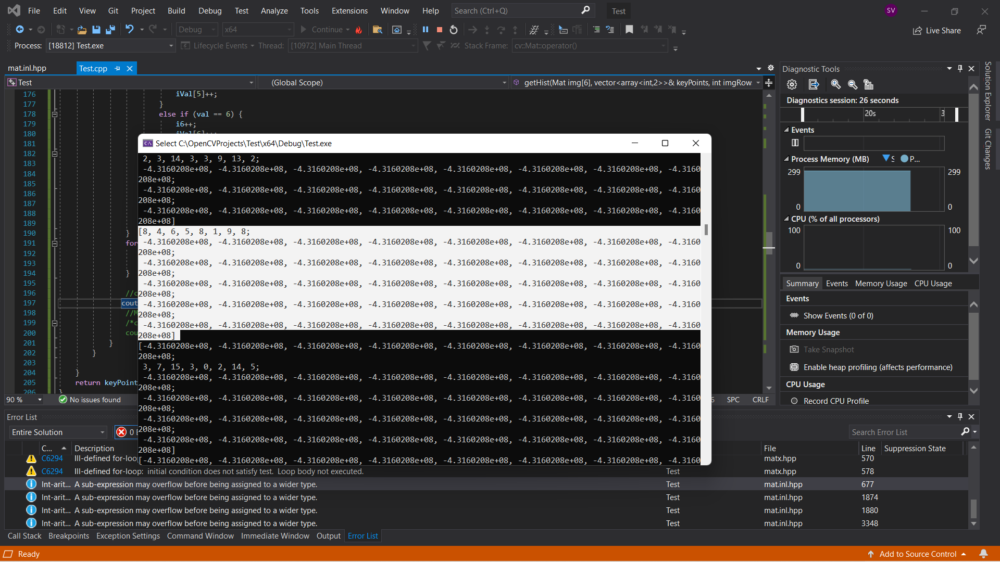 File Edit View Git Project Build Debug Test Analyze Tools Extensions Window Help Search (Ctrl+Q) Test SV
Debug x64 Continue Live Share
Process: [18812] Test.exe Lifecycle Events Thread: [10972] Main Thread Stack Frame: cv::Mat::operator()
mat.inl.hpp Test.cpp
Test (Global Scope) getHist(Mat img[6], vector<array<int,2>>& keyPoints, int imgRow
176 iVal[5]++;
177 }
178 else if (val == 6) {
179 i6++;
180 iVal[6]++;
181
182
183
184
185
186
187
188
189
190 }
191 for
192
193
194 }
195
196 //c
197 cout
198 //M
199 /*c
200 cou
201 }
202 }
203
204 }
205 return keyPoint
206 }
Select C:\OpenCVProjects\Test\x64\Debug\Test.exe
2, 3, 14, 3, 3, 9, 13, 2;
-4.3160208e+08, -4.3160208e+08, -4.3160208e+08, -4.3160208e+08, -4.3160208e+08, -4.3160208e+08, -4.3160208e+08, -4.3160
208e+08;
-4.3160208e+08, -4.3160208e+08, -4.3160208e+08, -4.3160208e+08, -4.3160208e+08, -4.3160208e+08, -4.3160208e+08, -4.3160
208e+08;
-4.3160208e+08, -4.3160208e+08, -4.3160208e+08, -4.3160208e+08, -4.3160208e+08, -4.3160208e+08, -4.3160208e+08, -4.3160
208e+08]
[8, 4, 6, 5, 8, 1, 9, 8;
-4.3160208e+08, -4.3160208e+08, -4.3160208e+08, -4.3160208e+08, -4.3160208e+08, -4.3160208e+08, -4.3160208e+08, -4.3160
208e+08;
-4.3160208e+08, -4.3160208e+08, -4.3160208e+08, -4.3160208e+08, -4.3160208e+08, -4.3160208e+08, -4.3160208e+08, -4.3160
208e+08;
-4.3160208e+08, -4.3160208e+08, -4.3160208e+08, -4.3160208e+08, -4.3160208e+08, -4.3160208e+08, -4.3160208e+08, -4.3160
208e+08;
-4.3160208e+08, -4.3160208e+08, -4.3160208e+08, -4.3160208e+08, -4.3160208e+08, -4.3160208e+08, -4.3160208e+08, -4.3160
208e+08;
-4.3160208e+08, -4.3160208e+08, -4.3160208e+08, -4.3160208e+08, -4.3160208e+08, -4.3160208e+08, -4.3160208e+08, -4.3160
208e+08]
[-4.3160208e+08, -4.3160208e+08, -4.3160208e+08, -4.3160208e+08, -4.3160208e+08, -4.3160208e+08, -4.3160208e+08, -4.3160
208e+08;
3, 7, 15, 3, 0, 2, 14, 5;
-4.3160208e+08, -4.3160208e+08, -4.3160208e+08, -4.3160208e+08, -4.3160208e+08, -4.3160208e+08, -4.3160208e+08, -4.3160
208e+08;
-4.3160208e+08, -4.3160208e+08, -4.3160208e+08, -4.3160208e+08, -4.3160208e+08, -4.3160208e+08, -4.3160208e+08, -4.3160
208e+08;
-4.3160208e+08, -4.3160208e+08, -4.3160208e+08, -4.3160208e+08, -4.3160208e+08, -4.3160208e+08, -4.3160208e+08, -4.3160
208e+08;
-4.3160208e+08, -4.3160208e+08, -4.3160208e+08, -4.3160208e+08, -4.3160208e+08, -4.3160208e+08, -4.3160208e+08, -4.3160
208e+08]
[-4.3160208e+08, -4.3160208e+08, -4.3160208e+08, -4.3160208e+08, -4.3160208e+08, -4.3160208e+08, -4.3160208e+08, -4.3160
90 % No issues found SPC CRLF
Diagnostic Tools
Diagnostics session: 26 seconds
20s 3
Events
Process Memory (MB) S P...
299 299
0 0
CPU (% of all processors)
100 100
0 0
Summary Events Memory Usage CPU Usage
Events
Show Events (0 of 0)
Memory Usage
Take Snapshot
Enable heap profiling (affects performance)
CPU Usage
Record CPU Profile
Solution Explorer
Git Changes
Error List
Entire Solution 0 Search Error List
C... Description File Line Suppression State
C6294 Ill-defined for-loop matx.hpp 570
C6294 Ill-defined for-loop: initial condition does not satisfy test. Loop body not executed. Test matx.hpp 578
Int-arit... A sub-expression may overflow before being assigned to a wider type. Test mat.inl.hpp 677
Int-arit... A sub-expression may overflow before being assigned to a wider type. Test mat.inl.hpp 1874
Int-arit... A sub-expression may overflow before being assigned to a wider type. Test mat.inl.hpp 1880
Int-arit... A sub-expression may overflow before being assigned to a wider type. Test mat.inl.hpp 3348
Call Stack Breakpoints Exception Settings Command Window Immediate Window Output Error List
Ready Add to Source Control